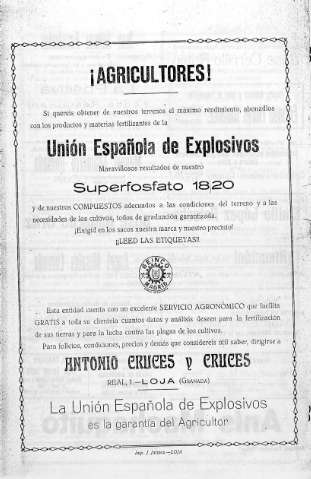 ¡AGRICULTORES!
Si queréis obtener de vuestros terrenos el máximo rendimiento, abonadlos
con los productos y materias fertilizantes de la
Unión Española de Explosivos
Maravillosos resultados de nuestro
Superfosfato 18,20
y de nuestros COMPUESTOS adecuados a las condiciones del terreno y a las
necesidades de los cultivos, todos de graduación garantizada.
¡Exigid en los sacos nuestra marca y nuestro precinto!
¡¡LEED LAS ETIQUETAS!!
Esta entidad cuenta con un excelente SERVICIO AGRONÓMICO que facilita
GRATIS a toda su clientela cuantos datos y análisis deseen para la fertilización
de sus tierras y para la lucha contra las plagas de los cultivos.
Para folletos, condiciones, precios y demás que consideréis útil saber, dirigirse a
ANTONIO CRUCES y CRUCES
REAL, 1.—LOJA (GRANADA)
La Unión Española de Explosivos
es la garantía del Agricultor